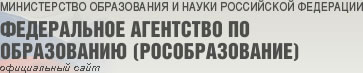 МИНИСТЕРСТВО ОБРАЗОВАНИЯ И НАУКИ РОССИЙСКОЙ ФЕДЕРАЦИИ
ФЕДЕРАЛЬНОЕ АГЕНТСТВО ПО
ОБРАЗОВАНИЮ (РОСОБРАЗОВАНИЕ)
официальный сайт